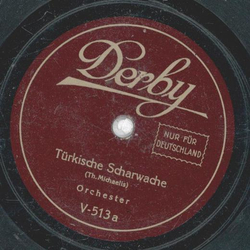 Derby
NUR FÜR
DEUTSCHLAND
Türkische Scharwache
(Th. Michaelis)
Orchester
V-513a